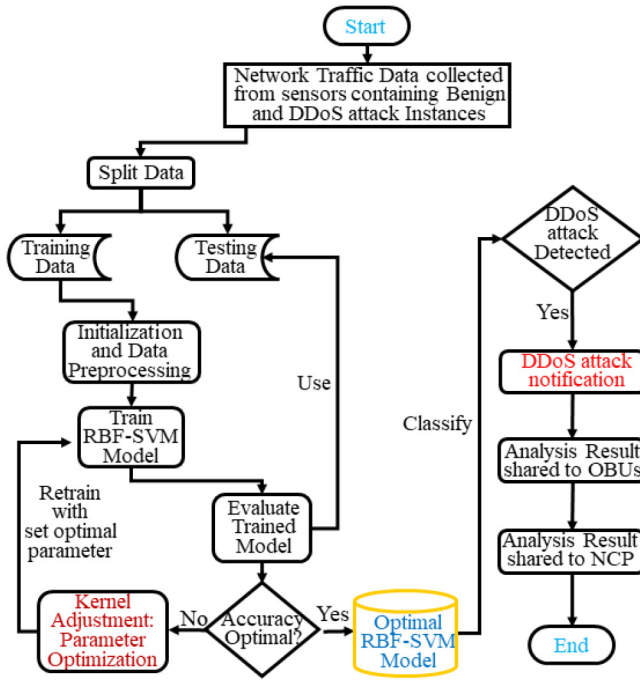 Start
Network Traffic Data collected
from sensors containing Benign
and DDoS attack Instances
Split Data
Training
Data
Testing
Data
Initialization
and Data
Preprocessing
Train
RBF-SVM
Model
Use
Retrain
with
set optimal
parameter
Evaluate
Trained
Model
Kernel
Adjustment:
Parameter
Optimization
No
Accuracy
Optimal?
Yes
Optimal
RBF-SVM
Model
Classify
DDoS
attack
Detected
Yes
DDoS attack
notification
Analysis Result
shared to OBUs
Analysis Result
shared to NCP
End